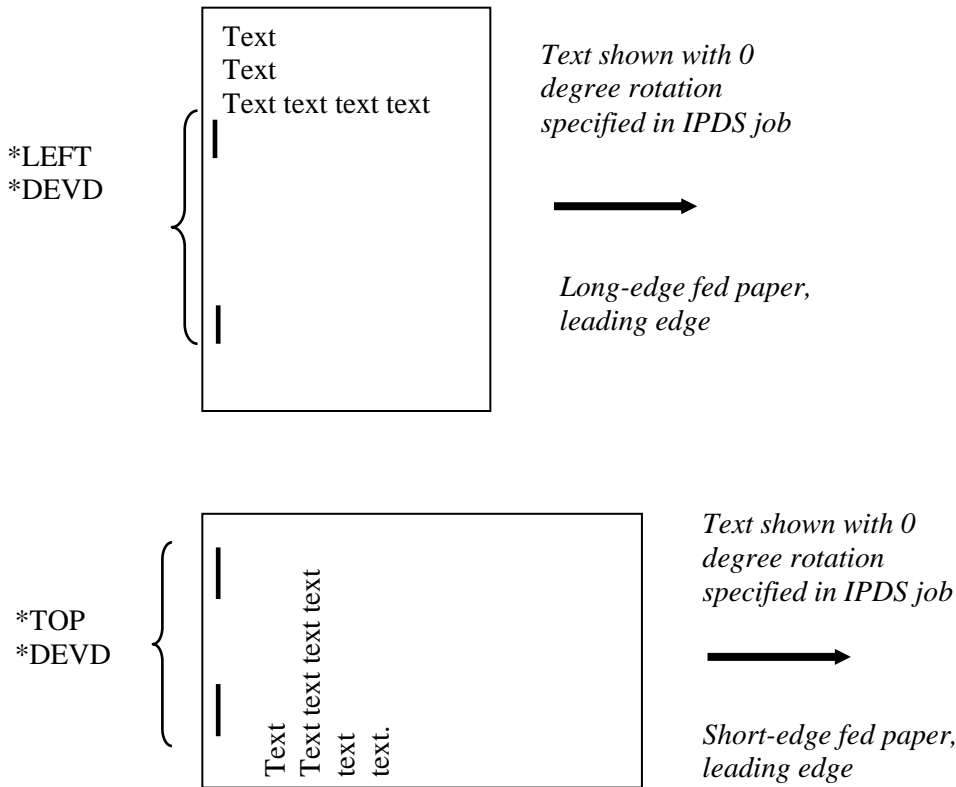 Text
Text
Text text text text
Text shown with 0
degree rotation
specified in IPDS job
*LEFT
*DEVD
Long-edge fed paper,
leading edge
Text shown with 0
degree rotation
specified in IPDS job
*TOP
*DEVD
Text
Text text text text
text
text.
Short-edge fed paper,
leading edge